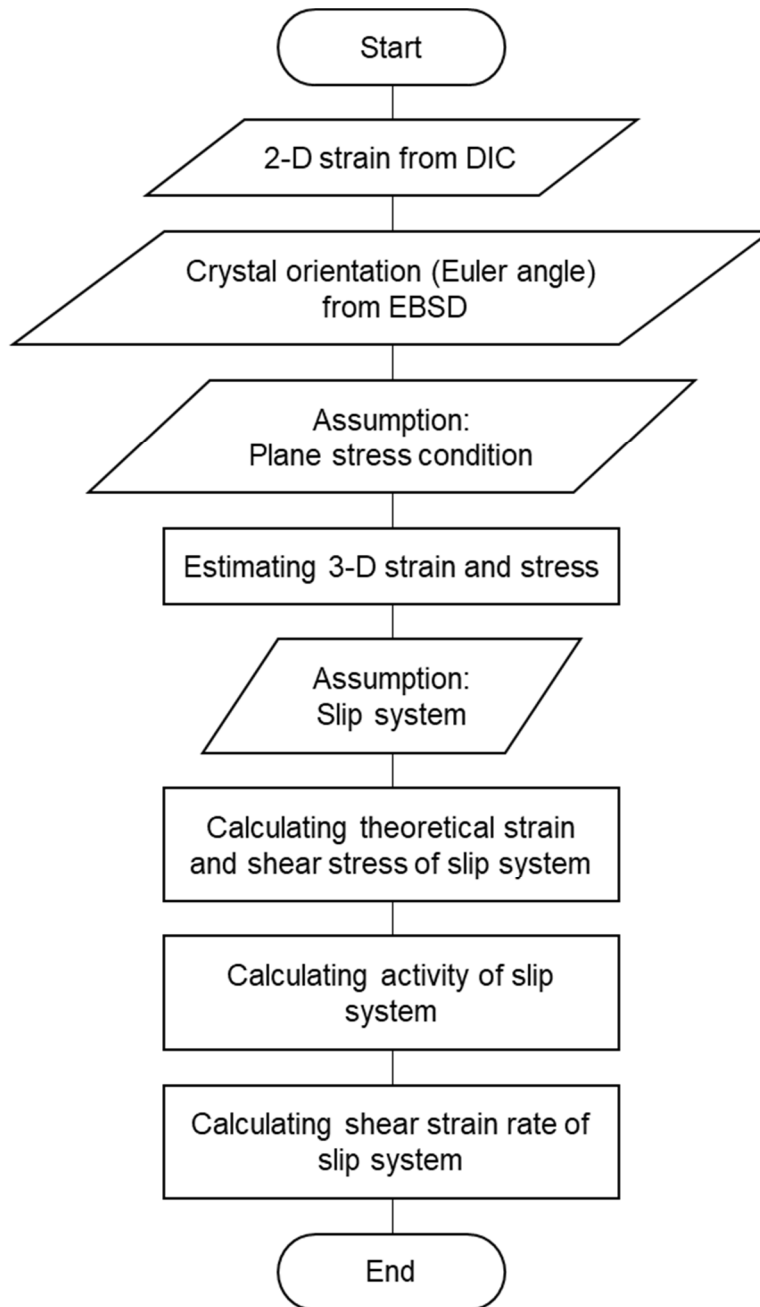 Start
2-D strain from DIC
Crystal orientation (Euler angle)
from EBSD
Assumption:
Plane stress condition
Estimating 3-D strain and stress
Assumption:
Slip system
Calculating theoretical strain
and shear stress of slip system
Calculating activity of slip
system
Calculating shear strain rate of
slip system
End